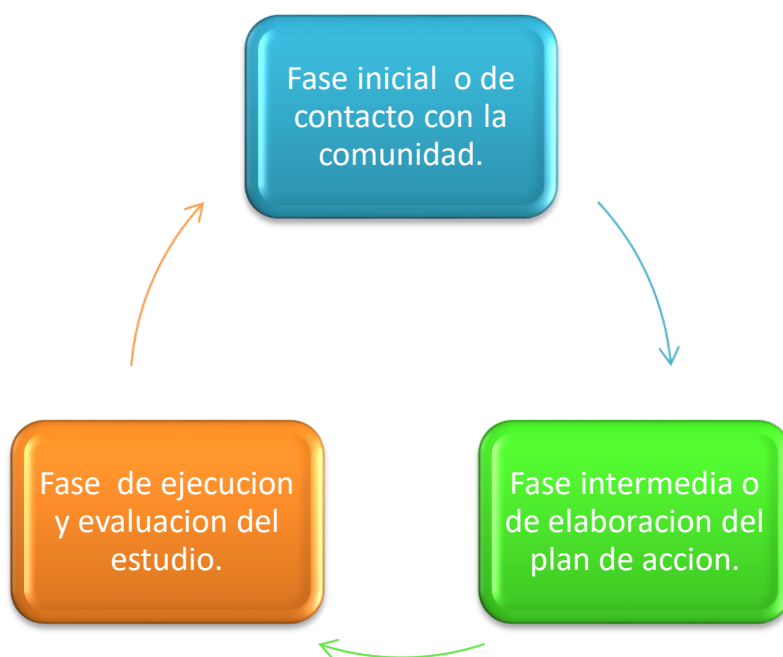 Fase inicial o de
contacto con la
comunidad.
Fase intermedia o
de elaboracion del
plan de accion.
Fase de ejecucion
y evaluacion del
estudio.